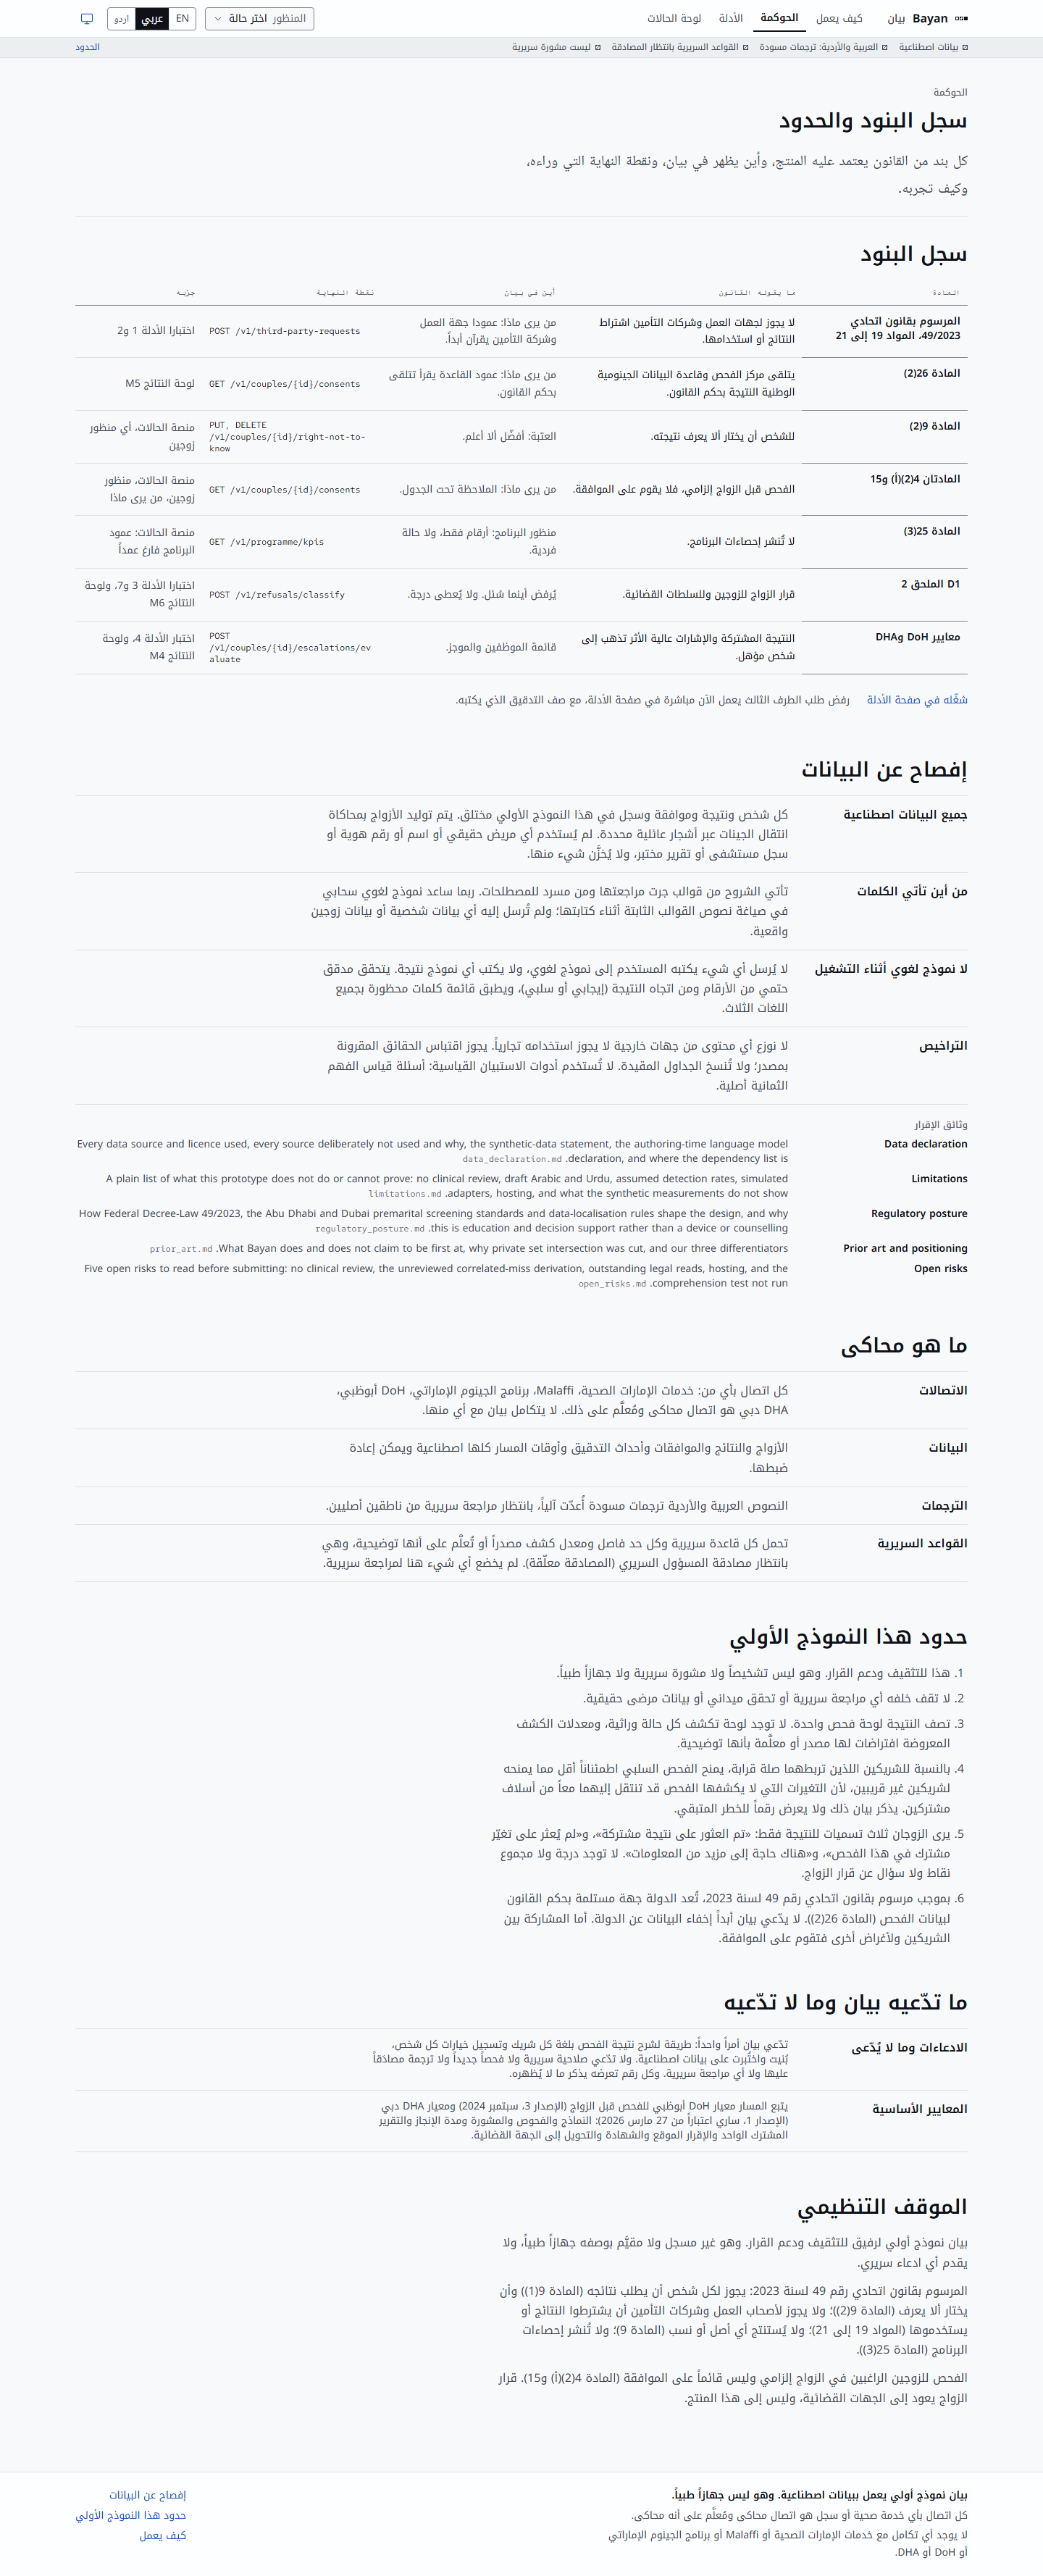 Bayan بيان
كيف يعمل
الحوكمة
الأدلة
لوحة الحالات
المنظور اختر حالة
EN
عربي
اردو
بيانات اصطناعية
العربية والأردية: ترجمات مسودة
القواعد السريرية بانتظار المصادقة
ليست مشورة سريرية
الحدود
الحوكمة
سجل البنود والحدود
كل بند من القانون يعتمد عليه المنتج، وأين يظهر في بيان، ونقطة النهاية التي وراءه،
وكيف تجربه.
سجل البنود
المادة
ما يقوله القانون
أين في بيان
نقطة النهاية
جرّبه
المرسوم بقانون اتحادي
49/2023، المواد 19 إلى 21
لا يجوز لجهات العمل وشركات التأمين اشتراط
النتائج أو استخدامها.
من يرى ماذا: عمودا جهة العمل
وشركة التأمين يقرآن أبداً.
POST /v1/third-party-requests
اختبارا الأدلة 1 و2
المادة 26(2)
يتلقى مركز الفحص وقاعدة البيانات الجينومية
الوطنية النتيجة بحكم القانون.
من يرى ماذا: عمود القاعدة يقرأ تتلقى
بحكم القانون.
GET /v1/couples/{id}/consents
لوحة النتائج M5
المادة 9(2)
للشخص أن يختار ألا يعرف نتيجته.
العتبة: أفضّل ألا أعلم.
PUT, DELETE
/v1/couples/{id}/right-not-to-
know
منصة الحالات، أي منظور
زوجين
المادتان 4(2)(أ) و15
الفحص قبل الزواج إلزامي، فلا يقوم على الموافقة.
من يرى ماذا: الملاحظة تحت الجدول.
GET /v1/couples/{id}/consents
منصة الحالات، منظور
زوجين، من يرى ماذا
المادة 25(3)
لا تُنشر إحصاءات البرنامج.
منظور البرنامج: أرقام فقط، ولا حالة
فردية.
GET /v1/programme/kpis
منصة الحالات: عمود
البرنامج فارغ عمداً
D1 الملحق 2
قرار الزواج للزوجين وللسلطات القضائية.
يُرفض أينما سُئل. ولا يُعطى درجة.
POST /v1/refusals/classify
اختبارا الأدلة 3 و7، ولوحة
النتائج M6
معايير DoH وDHA
النتيجة المشتركة والإشارات عالية الأثر تذهب إلى
شخص مؤهل.
قائمة الموظفين والموجز.
POST
/v1/couples/{id}/escalations/ev
aluate
اختبار الأدلة 4، ولوحة
النتائج M4
شغّله في صفحة الأدلة
رفض طلب الطرف الثالث يعمل الآن مباشرة في صفحة الأدلة، مع صف التدقيق الذي يكتبه.
إفصاح عن البيانات
جميع البيانات اصطناعية
كل شخص ونتيجة وموافقة وسجل في هذا النموذج الأولي مختلق. يتم توليد الأزواج بمحاكاة
انتقال الجينات عبر أشجار عائلية محددة. لم يُستخدم أي مريض حقيقي أو اسم أو رقم هوية أو
سجل مستشفى أو تقرير مختبر، ولا يُخزَّن شيء منها.
من أين تأتي الكلمات
تأتي الشروح من قوالب جرت مراجعتها ومن مسرد للمصطلحات. ربما ساعد نموذج لغوي سحابي
في صياغة نصوص القوالب الثابتة أثناء كتابتها؛ ولم تُرسل إليه أي بيانات شخصية أو بيانات زوجين
واقعية.
لا نموذج لغوي أثناء التشغيل
لا يُرسل أي شيء يكتبه المستخدم إلى نموذج لغوي، ولا يكتب أي نموذج نتيجة. يتحقق مدقق
حتمي من الأرقام ومن اتجاه النتيجة (إيجابي أو سلبي)، ويطبق قائمة كلمات محظورة بجميع
اللغات الثلاث.
التراخيص
لا نوزع أي محتوى من جهات خارجية لا يجوز استخدامه تجارياً. يجوز اقتباس الحقائق المقرونة
بمصدر؛ ولا تُنسخ الجداول المقيدة. لا تُستخدم أدوات الاستبيان القياسية: أسئلة قياس الفهم
الثمانية أصلية.
وثائق الإقرار
Data declaration
Every data source and licence used, every source deliberately not used and why, the synthetic-data statement, the authoring-time language model
declaration, and where the dependency list is. data_declaration.md
Limitations
A plain list of what this prototype does not do or cannot prove: no clinical review, draft Arabic and Urdu, assumed detection rates, simulated
adapters, hosting, and what the synthetic measurements do not show. limitations.md
Regulatory posture
How Federal Decree-Law 49/2023, the Abu Dhabi and Dubai premarital screening standards and data-localisation rules shape the design, and why
this is education and decision support rather than a device or counselling. regulatory_posture.md
Prior art and positioning
What Bayan does and does not claim to be first at, why private set intersection was cut, and our three differentiators. prior_art.md
Open risks
Five open risks to read before submitting: no clinical review, the unreviewed correlated-miss derivation, outstanding legal reads, hosting, and the
comprehension test not run. open_risks.md
ما هو محاكى
الاتصالات
كل اتصال بأي من: خدمات الإمارات الصحية، Malaffi، برنامج الجينوم الإماراتي، DoH أبوظبي،
DHA دبي هو اتصال محاكى ومُعلَّم على ذلك. لا يتكامل بيان مع أي منها.
البيانات
الأزواج والنتائج والموافقات وأحداث التدقيق وأوقات المسار كلها اصطناعية ويمكن إعادة
ضبطها.
الترجمات
النصوص العربية والأردية ترجمات مسودة أُعدّت آلياً، بانتظار مراجعة سريرية من ناطقين أصليين.
القواعد السريرية
تحمل كل قاعدة سريرية وكل حد فاصل ومعدل كشف مصدراً أو تُعلَّم على أنها توضيحية، وهي
بانتظار مصادقة المسؤول السريري (المصادقة معلّقة). لم يخضع أي شيء هنا لمراجعة سريرية.
حدود هذا النموذج الأولي
1. هذا للتثقيف ودعم القرار. وهو ليس تشخيصاً ولا مشورة سريرية ولا جهازاً طبياً.
2. لا تقف خلفه أي مراجعة سريرية أو تحقق ميداني أو بيانات مرضى حقيقية.
3. تصف النتيجة لوحة فحص واحدة. لا توجد لوحة تكشف كل حالة وراثية، ومعدلات الكشف
المعروضة افتراضات لها مصدر أو معلَّمة بأنها توضيحية.
4. بالنسبة للشريكين اللذين تربطهما صلة قرابة، يمنح الفحص السلبي اطمئناناً أقل مما يمنحه
لشريكين غير قريبين، لأن التغيرات التي لا يكشفها الفحص قد تنتقل إليهما معاً من أسلاف
مشتركين. يذكر بيان ذلك ولا يعرض رقماً للخطر المتبقي.
5. يرى الزوجان ثلاث تسميات للنتيجة فقط: «تم العثور على نتيجة مشتركة»، و«لم يُعثر على تغيّر
مشترك في هذا الفحص»، و«هناك حاجة إلى مزيد من المعلومات». لا توجد درجة ولا مجموع
نقاط ولا سؤال عن قرار الزواج.
6. بموجب مرسوم بقانون اتحادي رقم 49 لسنة 2023، تُعد الدولة جهة مستلمة بحكم القانون
لبيانات الفحص (المادة 26(2)). لا يدّعي بيان أبداً إخفاء البيانات عن الدولة. أما المشاركة بين
الشريكين ولأغراض أخرى فتقوم على الموافقة.
ما تدّعيه بيان وما لا تدّعيه
الادعاءات وما لا يُدّعى
تدّعي بيان أمراً واحداً: طريقة لشرح نتيجة الفحص بلغة كل شريك وتسجيل خيارات كل شخص،
بُنيت واختُبرت على بيانات اصطناعية. ولا تدّعي صلاحية سريرية ولا فحصاً جديداً ولا ترجمة مصادَقاً
عليها ولا أي مراجعة سريرية. وكل رقم تعرضه يذكر ما لا يُظهره.
المعايير الأساسية
يتبع المسار معيار DoH أبوظبي للفحص قبل الزواج (الإصدار 3، سبتمبر 2024) ومعيار DHA دبي
(الإصدار 1، ساري اعتباراً من 27 مارس 2026): النماذج والفحوص والمشورة ومدة الإنجاز والتقرير
المشترك الواحد والإقرار الموقع والشهادة والتحويل إلى الجهة القضائية.
الموقف التنظيمي
بيان نموذج أولي لرفيق للتثقيف ودعم القرار. وهو غير مسجل ولا مقيَّم بوصفه جهازاً طبياً، ولا
يقدم أي ادعاء سريري.
المرسوم بقانون اتحادي رقم 49 لسنة 2023: يجوز لكل شخص أن يطلب نتائجه (المادة 9(1)) وأن
يختار ألا يعرف (المادة 9(2))؛ ولا يجوز لأصحاب العمل وشركات التأمين أن يشترطوا النتائج أو
يستخدموها (المواد 19 إلى 21)؛ ولا يُستنتج أي أصل أو نسب (المادة 9)؛ ولا تُنشر إحصاءات
البرنامج (المادة 25(3)).
الفحص للزوجين الراغبين في الزواج إلزامي وليس قائماً على الموافقة (المادة 4(2)(أ) و15). قرار
الزواج يعود إلى الجهات القضائية، وليس إلى هذا المنتج.
بيان نموذج أولي يعمل ببيانات اصطناعية. وهو ليس جهازاً طبياً.
كل اتصال بأي خدمة صحية أو سجل هو اتصال محاكى ومُعلَّم على أنه محاكى.
لا يوجد أي تكامل مع خدمات الإمارات الصحية أو Malaffi أو برنامج الجينوم الإماراتي
أو DoH أو DHA.
إفصاح عن البيانات
حدود هذا النموذج الأولي
كيف يعمل